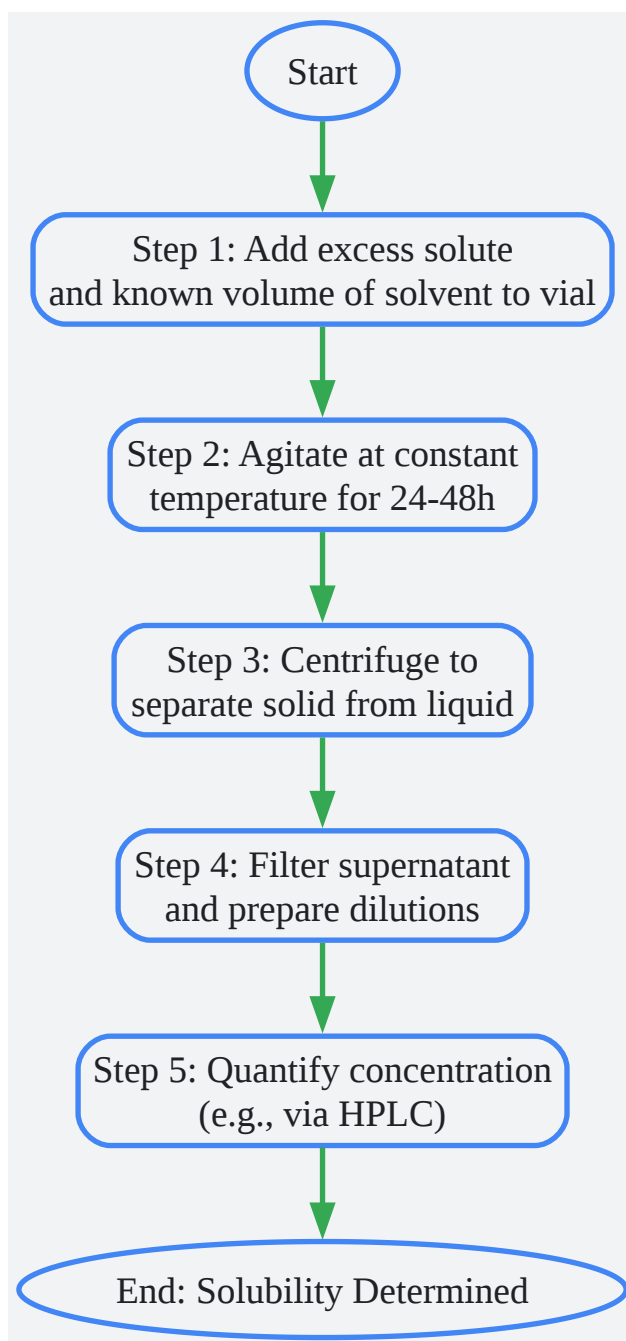 Start
Step 1: Add excess solute
and known volume of solvent to vial
Step 2: Agitate at constant
temperature for 24-48h
Step 3: Centrifuge to
separate solid from liquid
Step 4: Filter supernatant
and prepare dilutions
Step 5: Quantify concentration
(e.g., via HPLC)
End: Solubility Determined